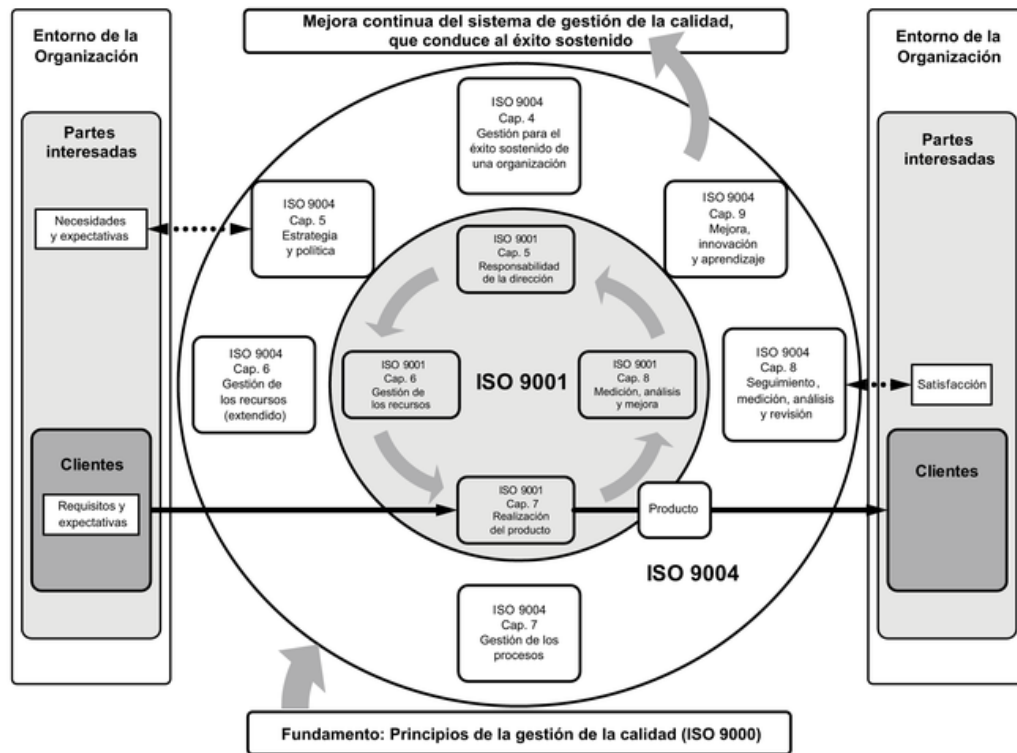 Mejora continua del sistema de gestión de la calidad,
que conduce al éxito sostenido
Entorno de la
Organización
Partes
interesadas
Necesidades
y expectativas
Clientes
Requisitos y
expectativas
ISO 9004
Cap. 4
Gestión para el
éxito sostenido de
una organización
ISO 9004
Cap. 5
Estrategia
y política
ISO 9004
Cap. 9
Mejora,
innovación
y aprendizaje
ISO 9001
Cap. 5
Responsabilidad
de la dirección
ISO 9004
Cap. 6
Gestión de
los recursos
(extendido)
ISO 9001
Cap. 6
Gestión de
los recursos
ISO 9001
ISO 9001
Cap. 8
Medición, análisis
y mejora
ISO 9004
Cap. 8
Seguimiento,
medición, análisis
y revisión
ISO 9001
Cap. 7
Realización
del producto
Producto
ISO 9004
ISO 9004
Cap. 7
Gestión de los
procesos
Entorno de la
Organización
Partes
interesadas
Satisfacción
Clientes
Fundamento: Principios de la gestión de la calidad (ISO 9000)